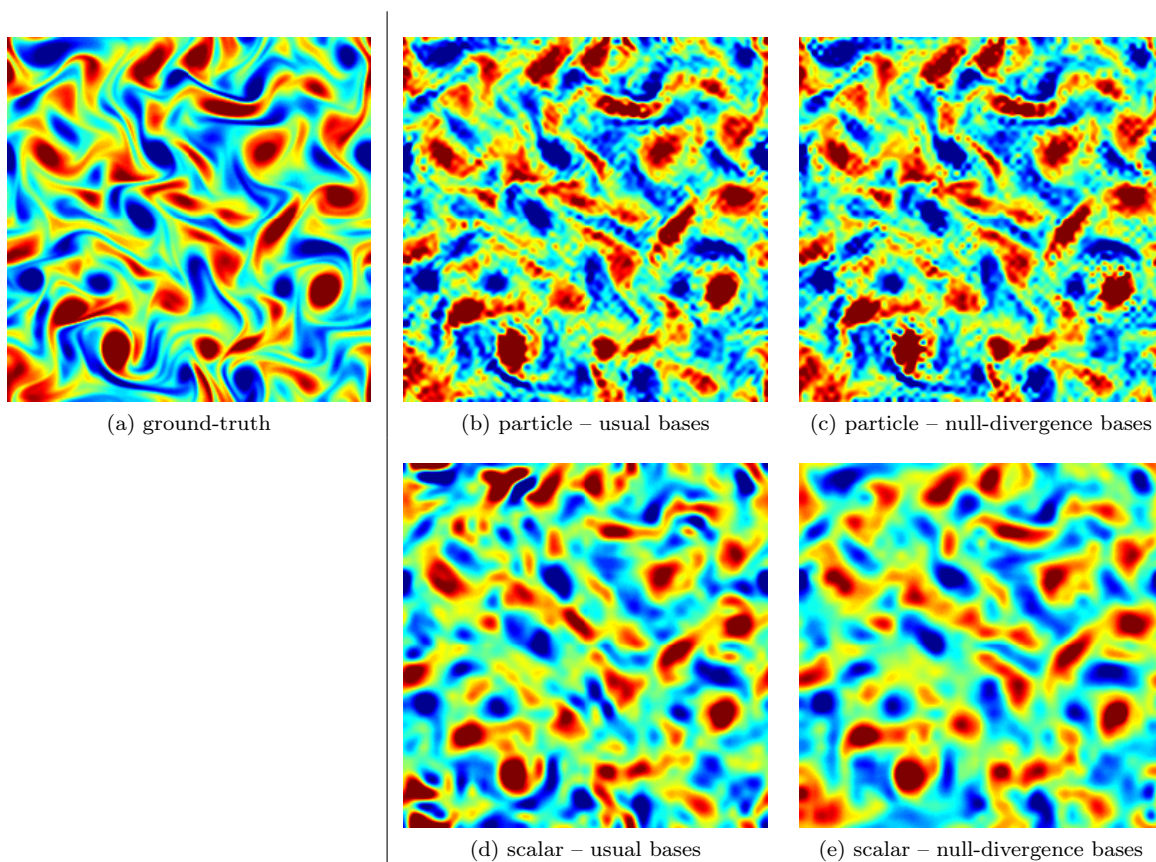 (a) ground-truth
(b) particle – usual bases
(c) particle – null-divergence bases
(d) scalar – usual bases
(e) scalar – null-divergence bases